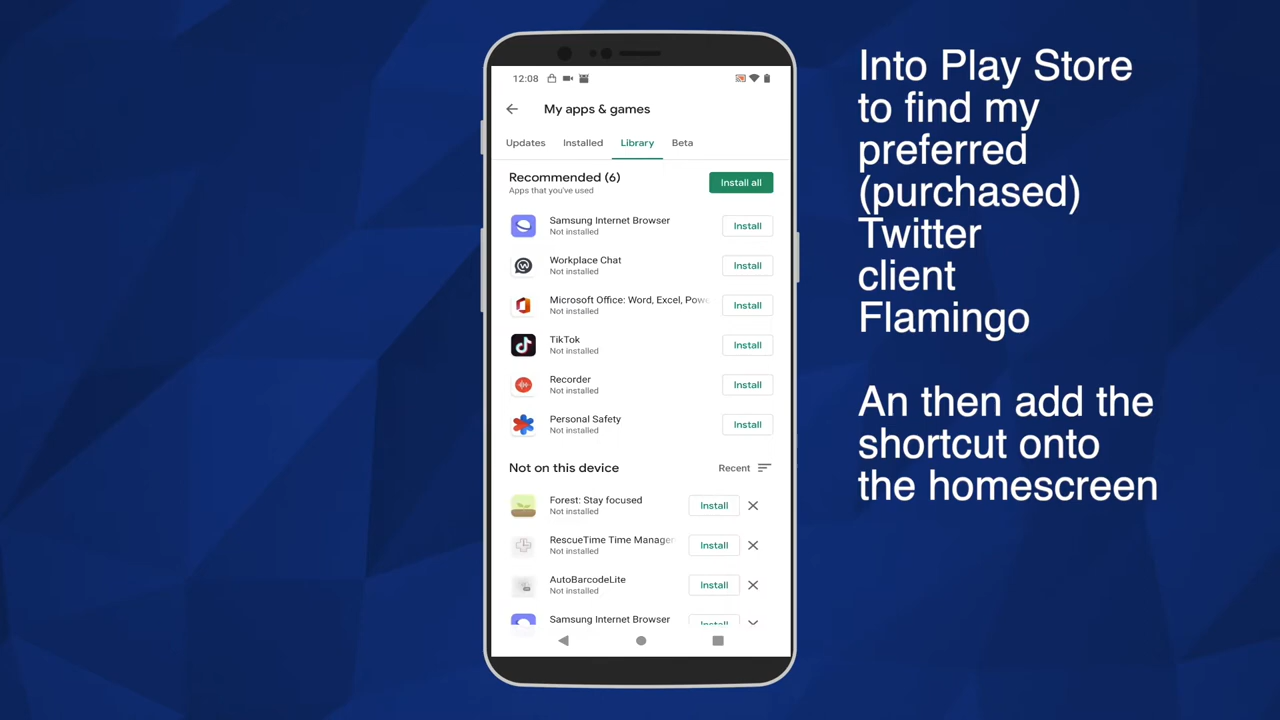 12:08
My apps & games
Updates Installed Library Beta
Recommended (6)
Apps that you've used
Install all
Samsung Internet Browser
Not installed
Install
Workplace Chat
Not installed
Install
Microsoft Office: Word, Excel, Pow
Not installed
Install
TikTok
Not installed
Install
Recorder
Not installed
Install
Personal Safety
Not installed
Install
Not on this device
Recent
Forest: Stay focused
Not installed
Install
RescueTime Time Manager
Not installed
Install
AutoBarcodeLite
Not installed
Install
Samsung Internet Browser
Install
Into Play Store
to find my
preferred
(purchased)
Twitter
client
Flamingo
An then add the
shortcut onto
the homescreen